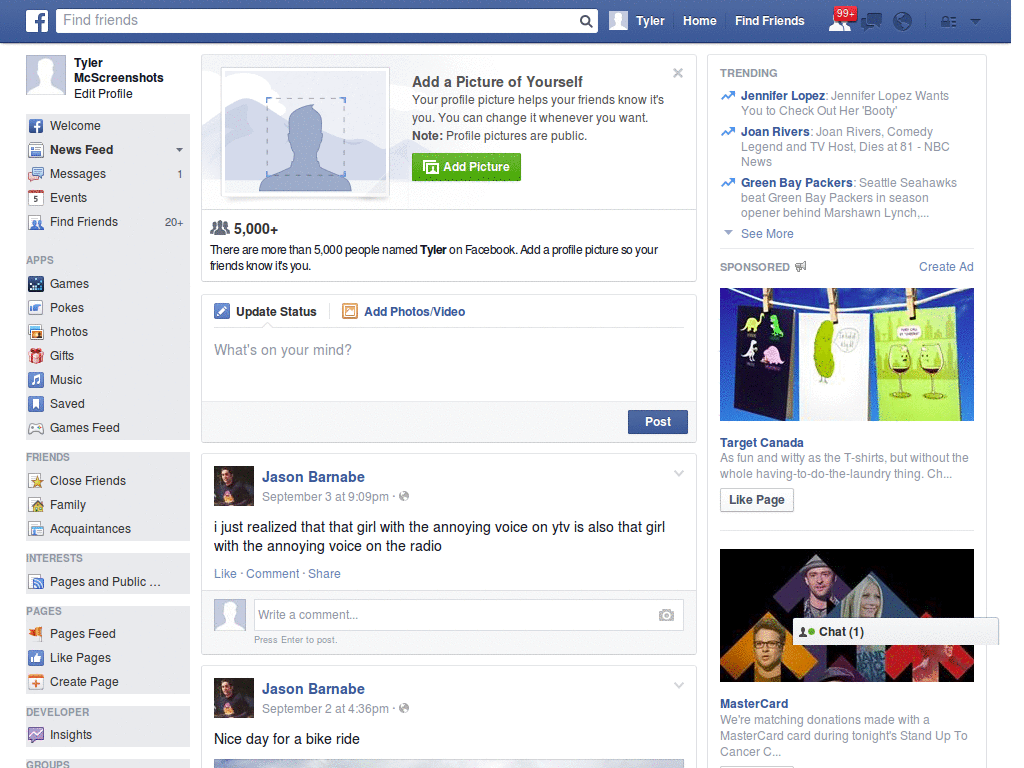 Find friends
Tyler
Home
Find Friends
99+
Tyler
McScreenshots
Edit Profile
Welcome
News Feed
Messages 1
5 Events
Find Friends 20+
APPS
Games
Pokes
Photos
Gifts
Music
Saved
Games Feed
FRIENDS
Close Friends
Family
Acquaintances
INTERESTS
Pages and Public ...
PAGES
Pages Feed
Like Pages
Create Page
DEVELOPER
Insights
GROUPS
Add a Picture of Yourself
Your profile picture helps your friends know it's
you. You can change it whenever you want.
Note: Profile pictures are public.
Add Picture
5,000+
There are more than 5,000 people named Tyler on Facebook. Add a profile picture so your
friends know it's you.
Update Status
Add Photos/Video
What's on your mind?
Post
Jason Barnabe
September 3 at 9:09pm ·
i just realized that that girl with the annoying voice on ytv is also that girl
with the annoying voice on the radio
Like · Comment · Share
Write a comment...
Press Enter to post.
Jason Barnabe
September 2 at 4:36pm ·
Nice day for a bike ride
TRENDING
Jennifer Lopez: Jennifer Lopez Wants
You to Check Out Her 'Booty'
Joan Rivers: Joan Rivers, Comedy
Legend and TV Host, Dies at 81 - NBC
News
Green Bay Packers: Seattle Seahawks
beat Green Bay Packers in season
opener behind Marshawn Lynch,...
See More
SPONSORED
Create Ad
Target Canada
As fun and witty as the T-shirts, but without the
whole having-to-do-the-laundry thing. Ch...
Like Page
STAND
UP TO
Chat (1)
MasterCard
We're matching donations made with a
MasterCard card during tonight's Stand Up To
Cancer C...